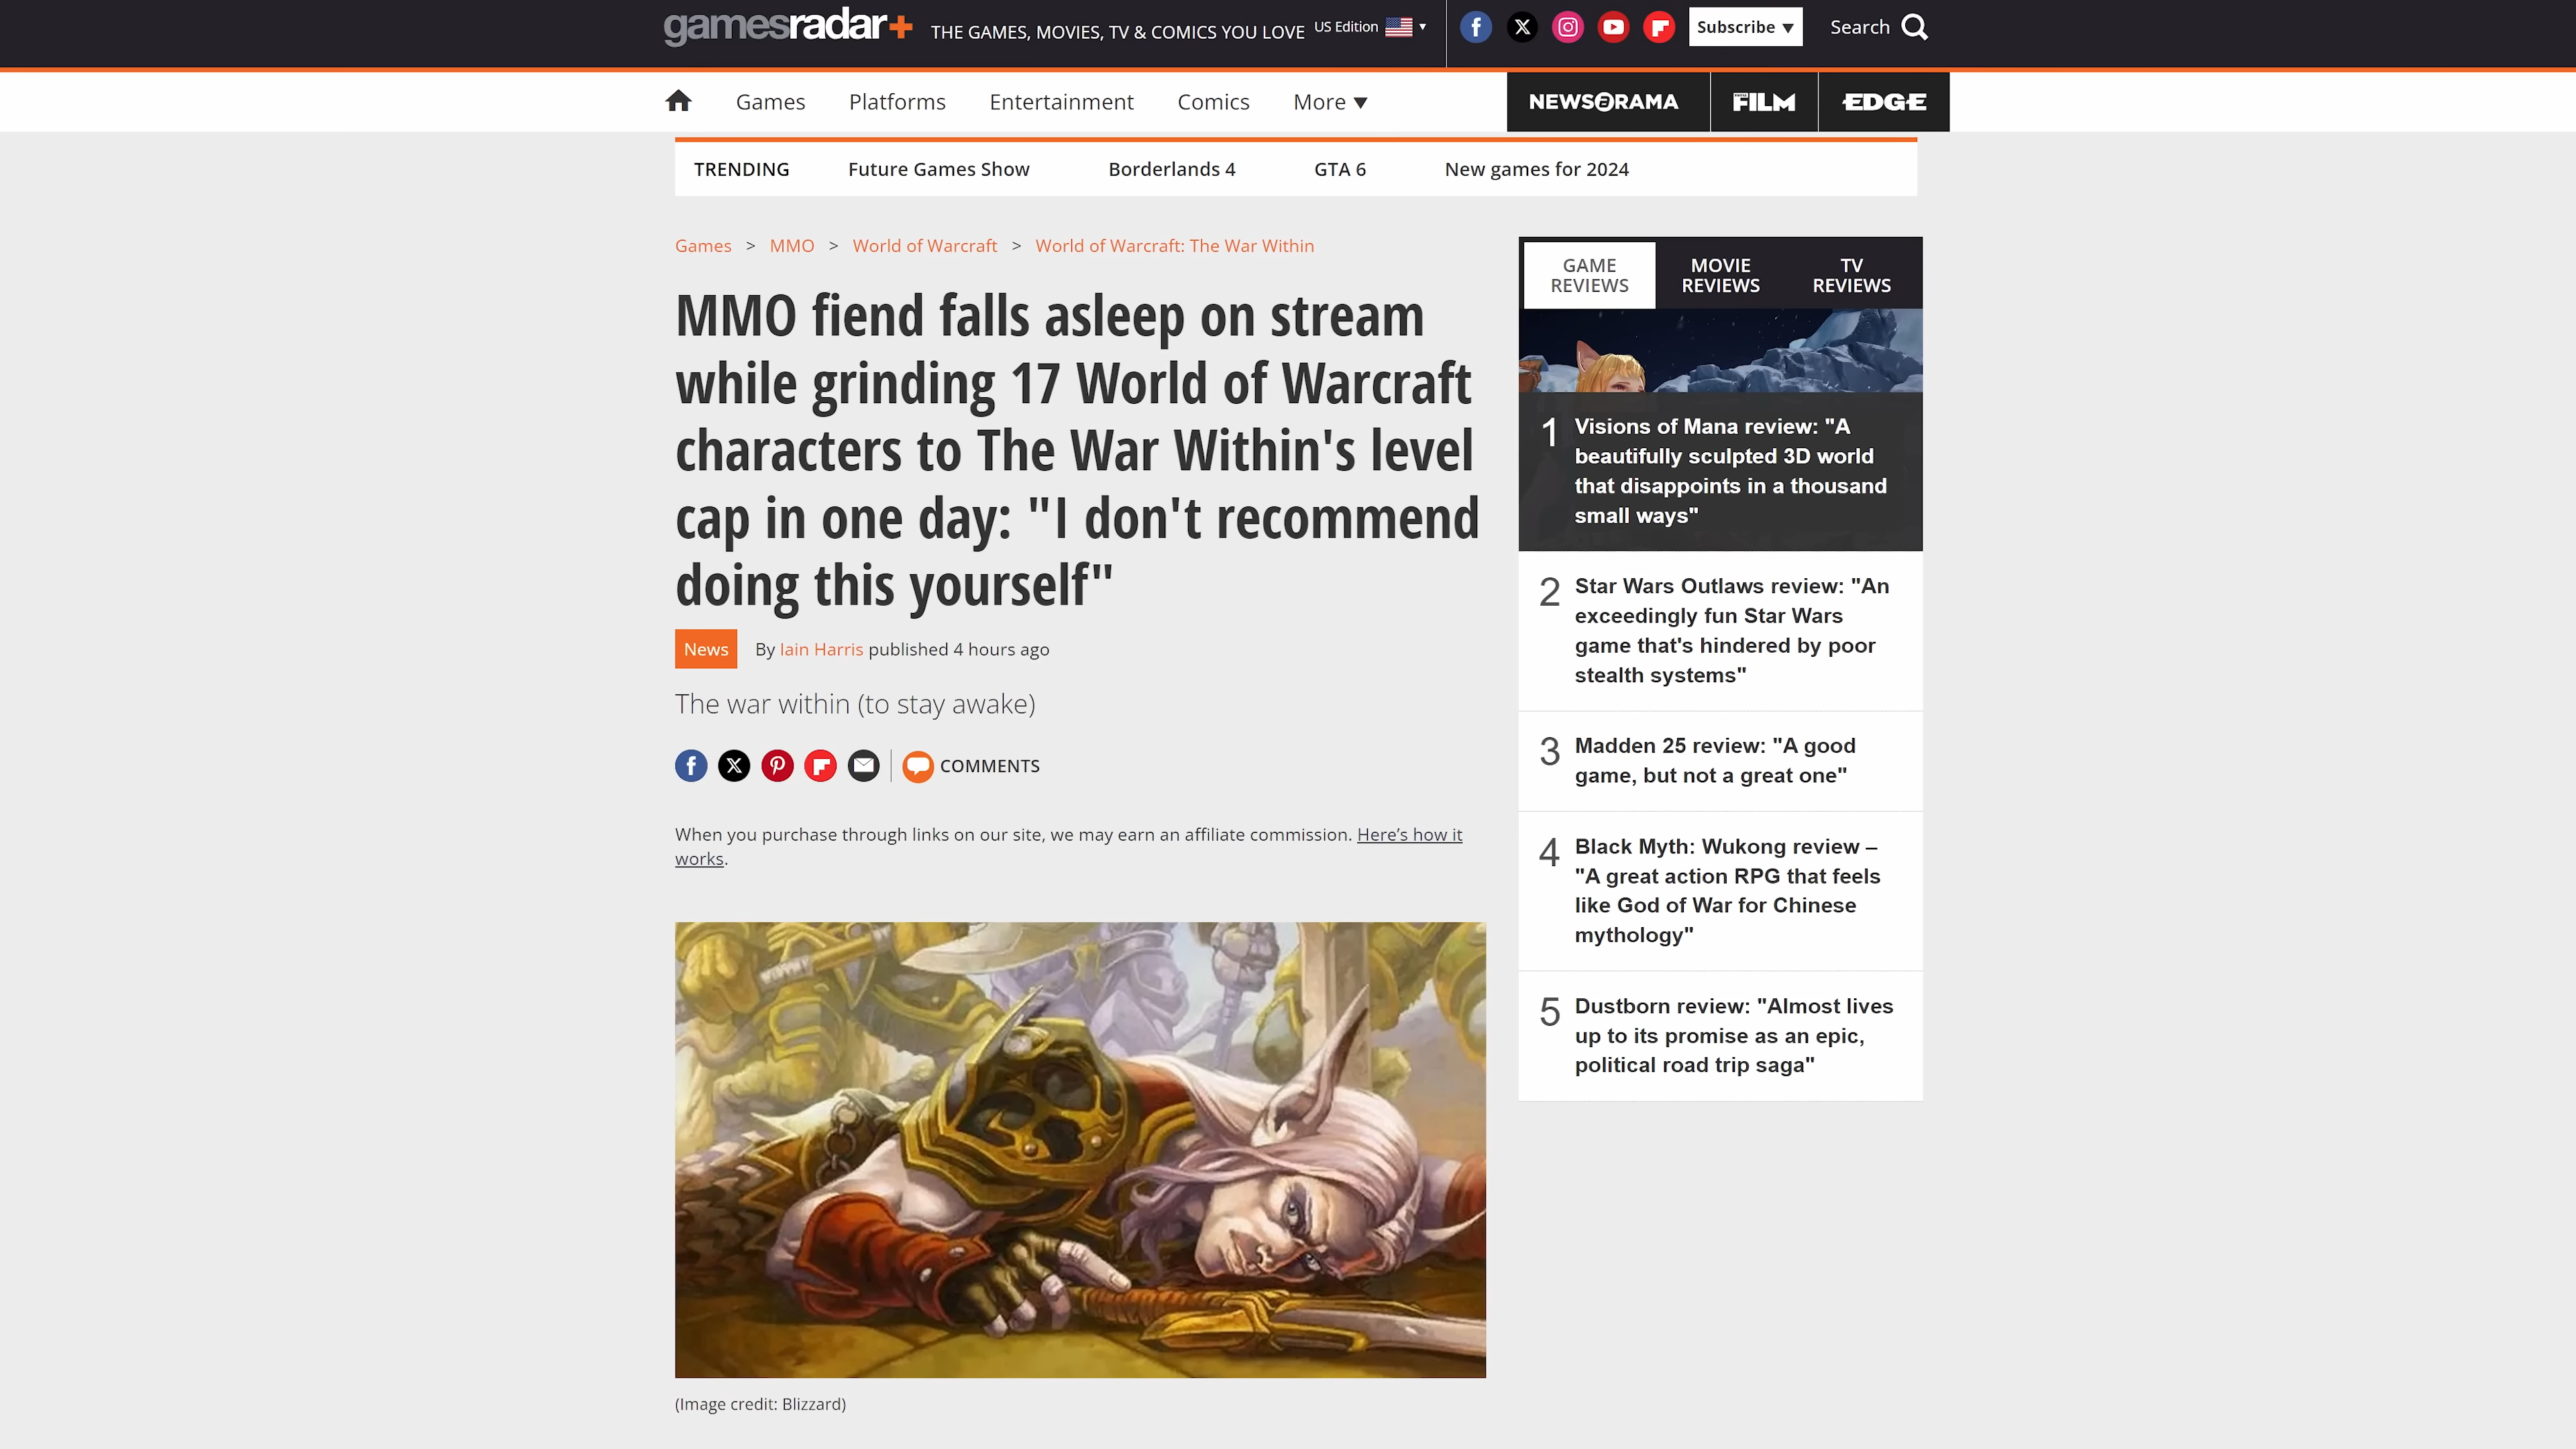 gamesradar+ THE GAMES, MOVIES, TV & COMICS YOU LOVE US Edition Subscribe Search
Games Platforms Entertainment Comics More NEWSARAMA FILM EDGE
TRENDING Future Games Show Borderlands 4 GTA 6 New games for 2024
Games > MMO > World of Warcraft > World of Warcraft: The War Within
MMO fiend falls asleep on stream
while grinding 17 World of Warcraft
characters to The War Within's level
cap in one day: "I don't recommend
doing this yourself"
News By Iain Harris published 4 hours ago
The war within (to stay awake)
COMMENTS
When you purchase through links on our site, we may earn an affiliate commission. Here’s how it
works.
(Image credit: Blizzard)
GAME
REVIEWS
MOVIE
REVIEWS
TV
REVIEWS
1 Visions of Mana review: "A
beautifully sculpted 3D world
that disappoints in a thousand
small ways"
2 Star Wars Outlaws review: "An
exceedingly fun Star Wars
game that's hindered by poor
stealth systems"
3 Madden 25 review: "A good
game, but not a great one"
4 Black Myth: Wukong review –
"A great action RPG that feels
like God of War for Chinese
mythology"
5 Dustborn review: "Almost lives
up to its promise as an epic,
political road trip saga"